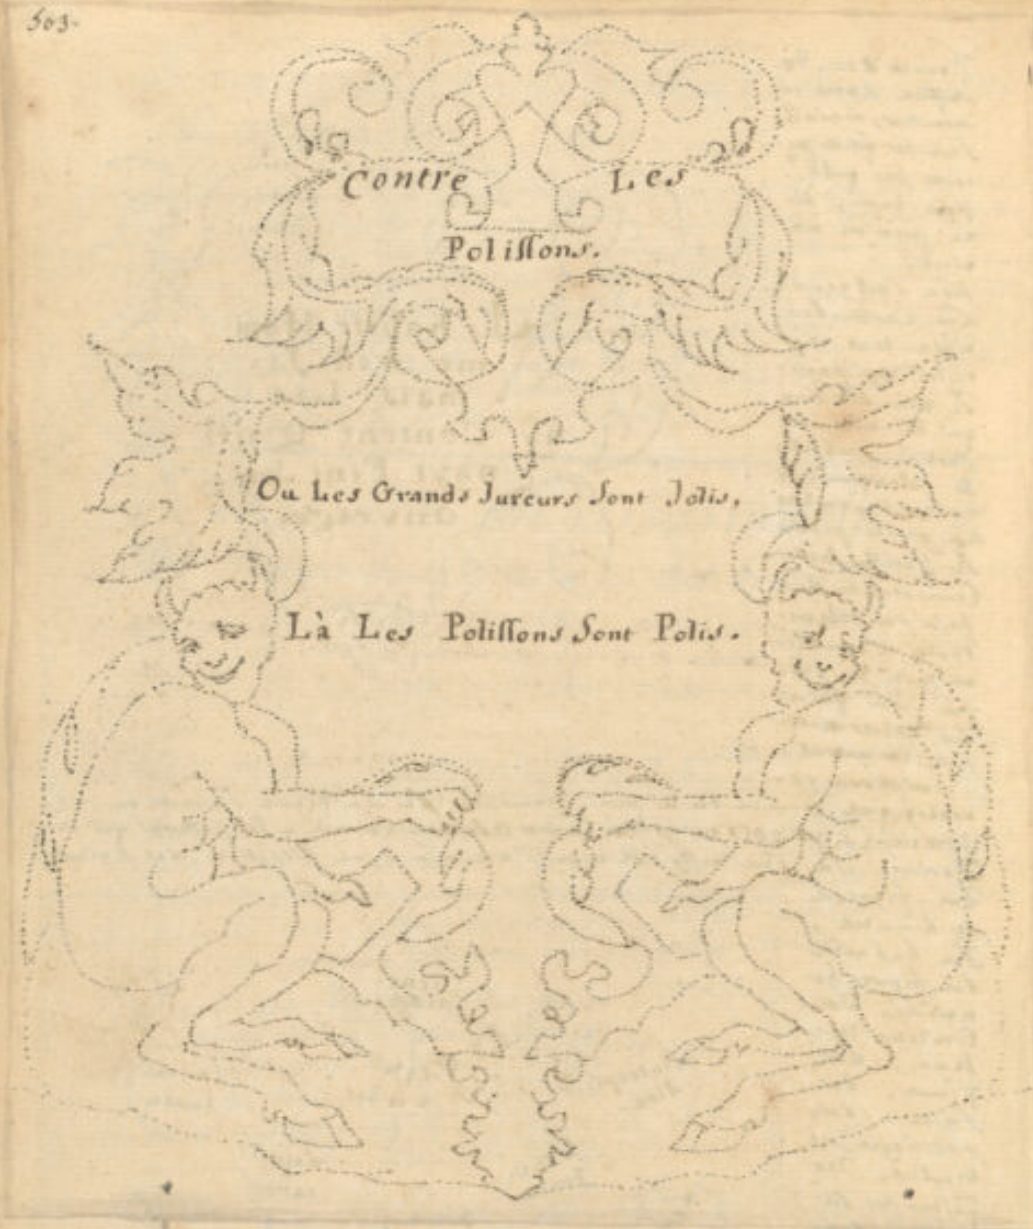 503.
Contre Les
Polissons.
Ou Les Grands Jureurs Sont Jolis,
Là Les Polissons Sont Polis.